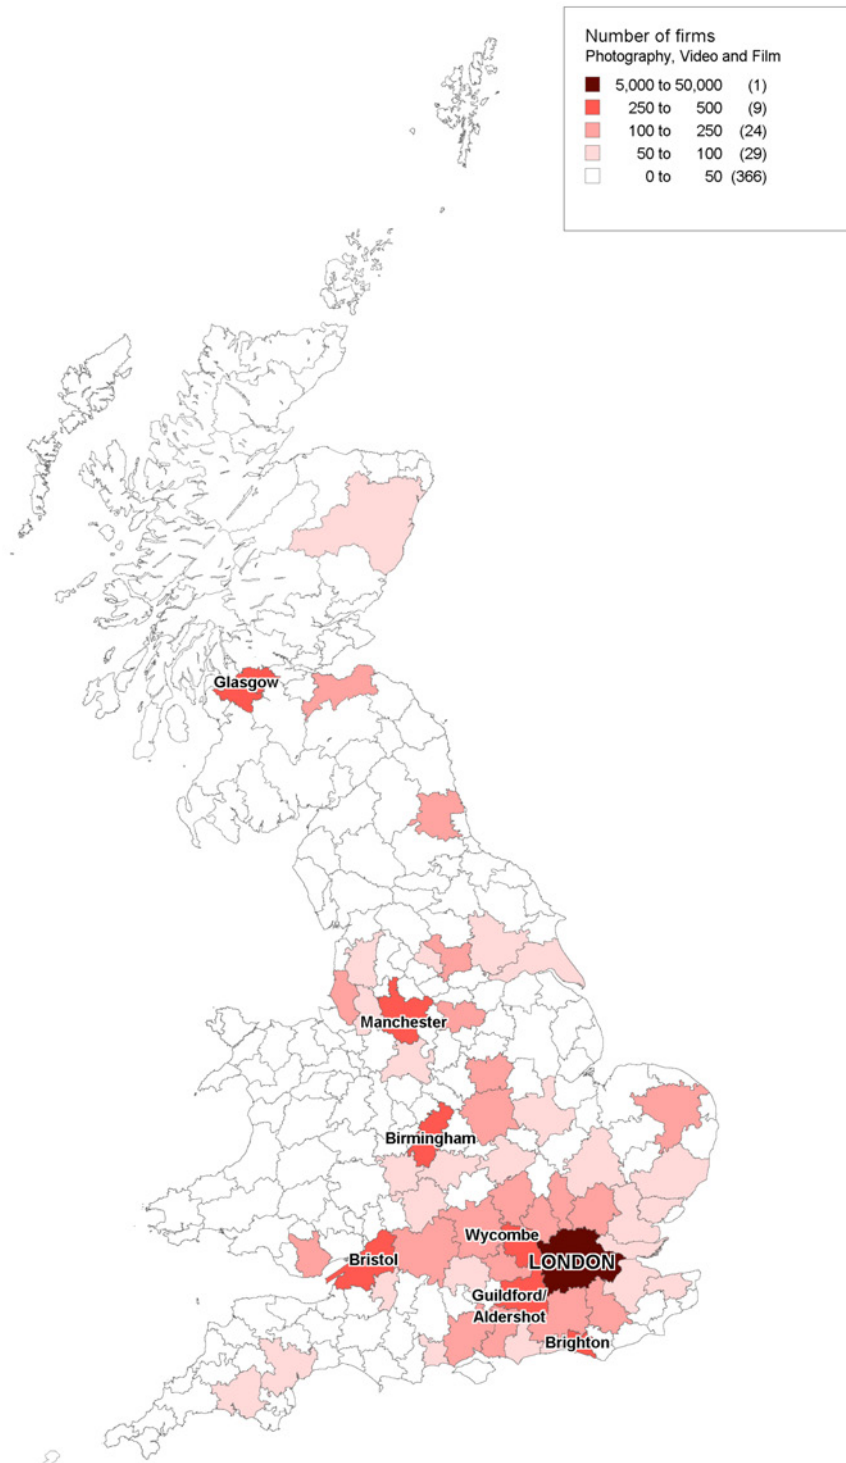 Number of firms
Photography, Video and Film
5,000 to 50,000 (1)
250 to 500 (9)
100 to 250 (24)
50 to 100 (29)
0 to 50 (366)
Glasgow
Manchester
Birmingham
Wycombe
Bristol
LONDON
Guildford/
Aldershot
Brighton